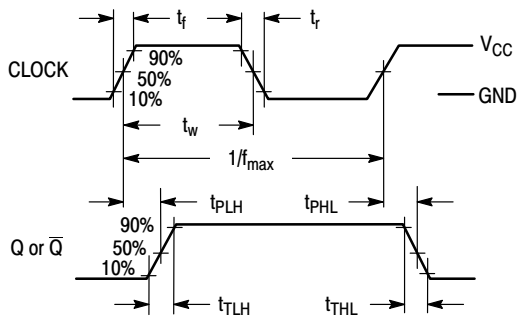 t_f
t_r
CLOCK
90%
50%
10%
V_CC
GND
t_w
1/f_max
t_PLH
t_PHL
Q or Q̅
90%
50%
10%
t_TLH
t_THL